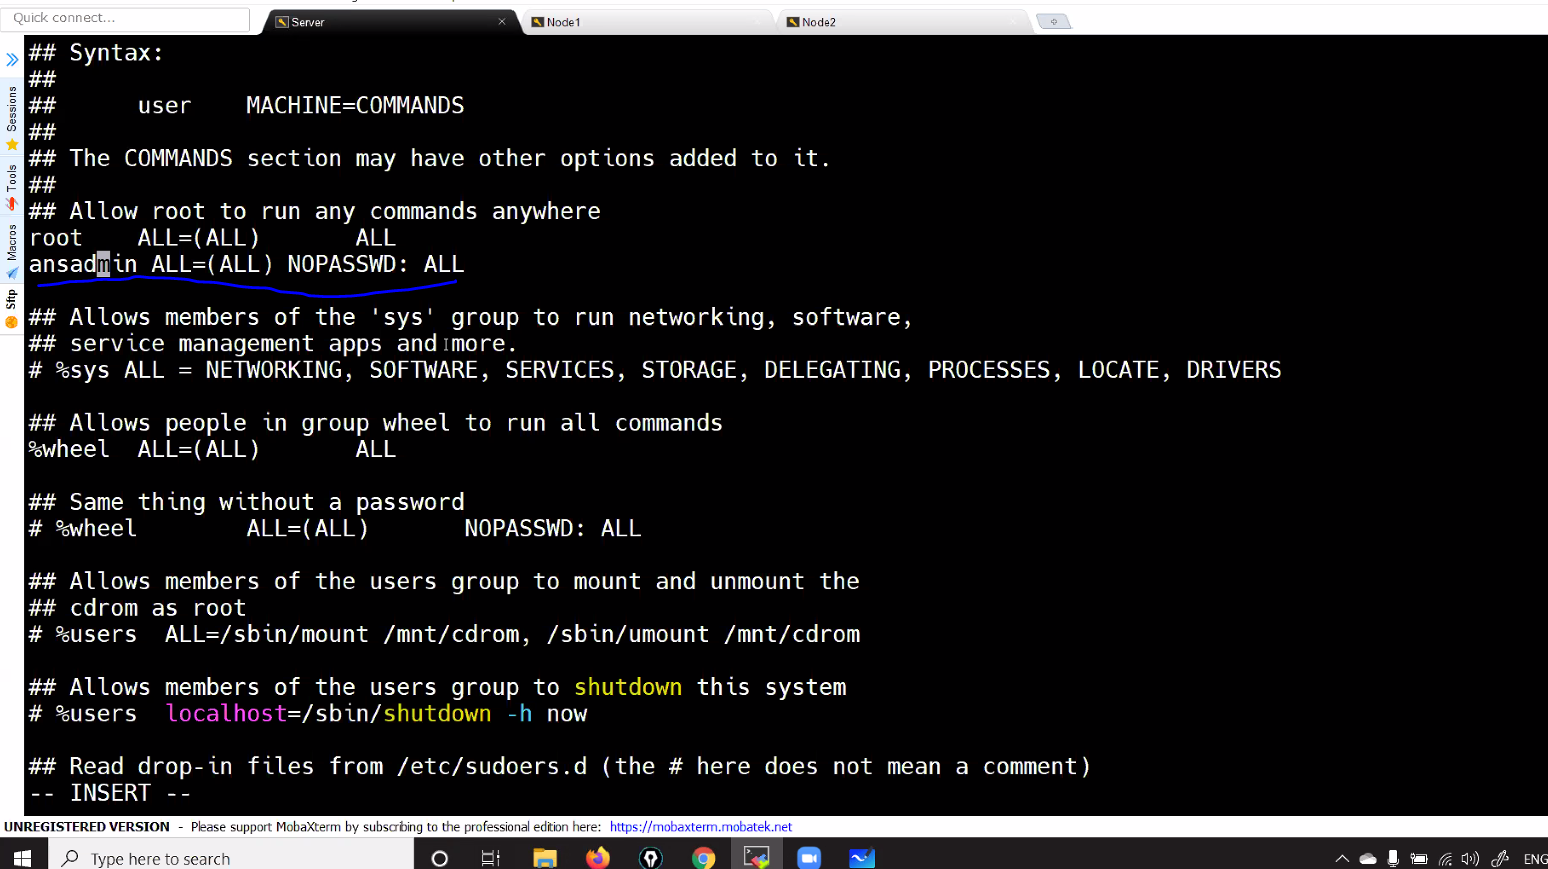 Quick connect...
Server
Node1
Node2
Sessions
Tools
Macros
Sftp
## Syntax:
##
##      user    MACHINE=COMMANDS
##
## The COMMANDS section may have other options added to it.
##
## Allow root to run any commands anywhere
root    ALL=(ALL)       ALL
ansadmin ALL=(ALL) NOPASSWD: ALL
## Allows members of the 'sys' group to run networking, software,
## service management apps and more.
# %sys ALL = NETWORKING, SOFTWARE, SERVICES, STORAGE, DELEGATING, PROCESSES, LOCATE, DRIVERS
## Allows people in group wheel to run all commands
%wheel  ALL=(ALL)       ALL
## Same thing without a password
# %wheel        ALL=(ALL)       NOPASSWD: ALL
## Allows members of the users group to mount and unmount the
## cdrom as root
# %users  ALL=/sbin/mount /mnt/cdrom, /sbin/umount /mnt/cdrom
## Allows members of the users group to shutdown this system
# %users  localhost=/sbin/shutdown -h now
## Read drop-in files from /etc/sudoers.d (the # here does not mean a comment)
-- INSERT --
UNREGISTERED VERSION - Please support MobaXterm by subscribing to the professional edition here: https://mobaxterm.mobatek.net
Type here to search
ENG